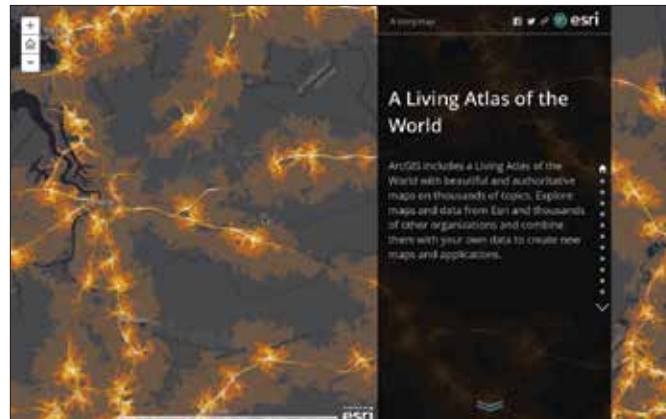 A story map
esri
A Living Atlas of the
World
ArcGIS includes a Living Atlas of the
World with beautiful and authoritative
maps on thousands of topics. Explore
maps and data from Esri and thousands
of other organizations and combine
them with your own data to create new
maps and applications.
esri